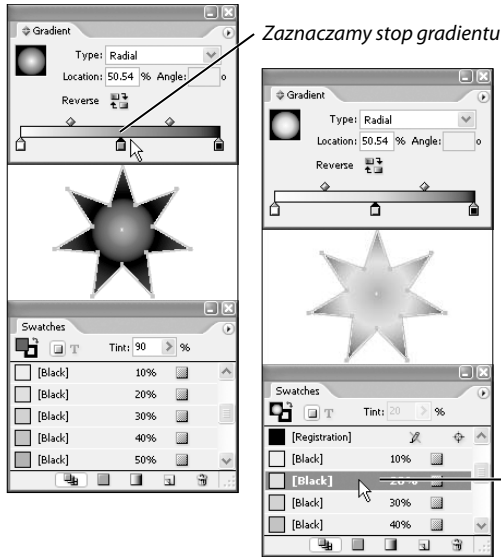 Gradient
Type: Radial
Location: 50.54 % Angle: °
Reverse
Zaznaczamy stop gradientu
Swatches
T Tint: 90 %
[Black] 10%
[Black] 20%
[Black] 30%
[Black] 40%
[Black] 50%
Gradient
Type: Radial
Location: 50.54 % Angle: °
Reverse
Swatches
T Tint: 20 %
[Registration]
[Black] 10%
[Black] 20%
[Black] 30%
[Black] 40%